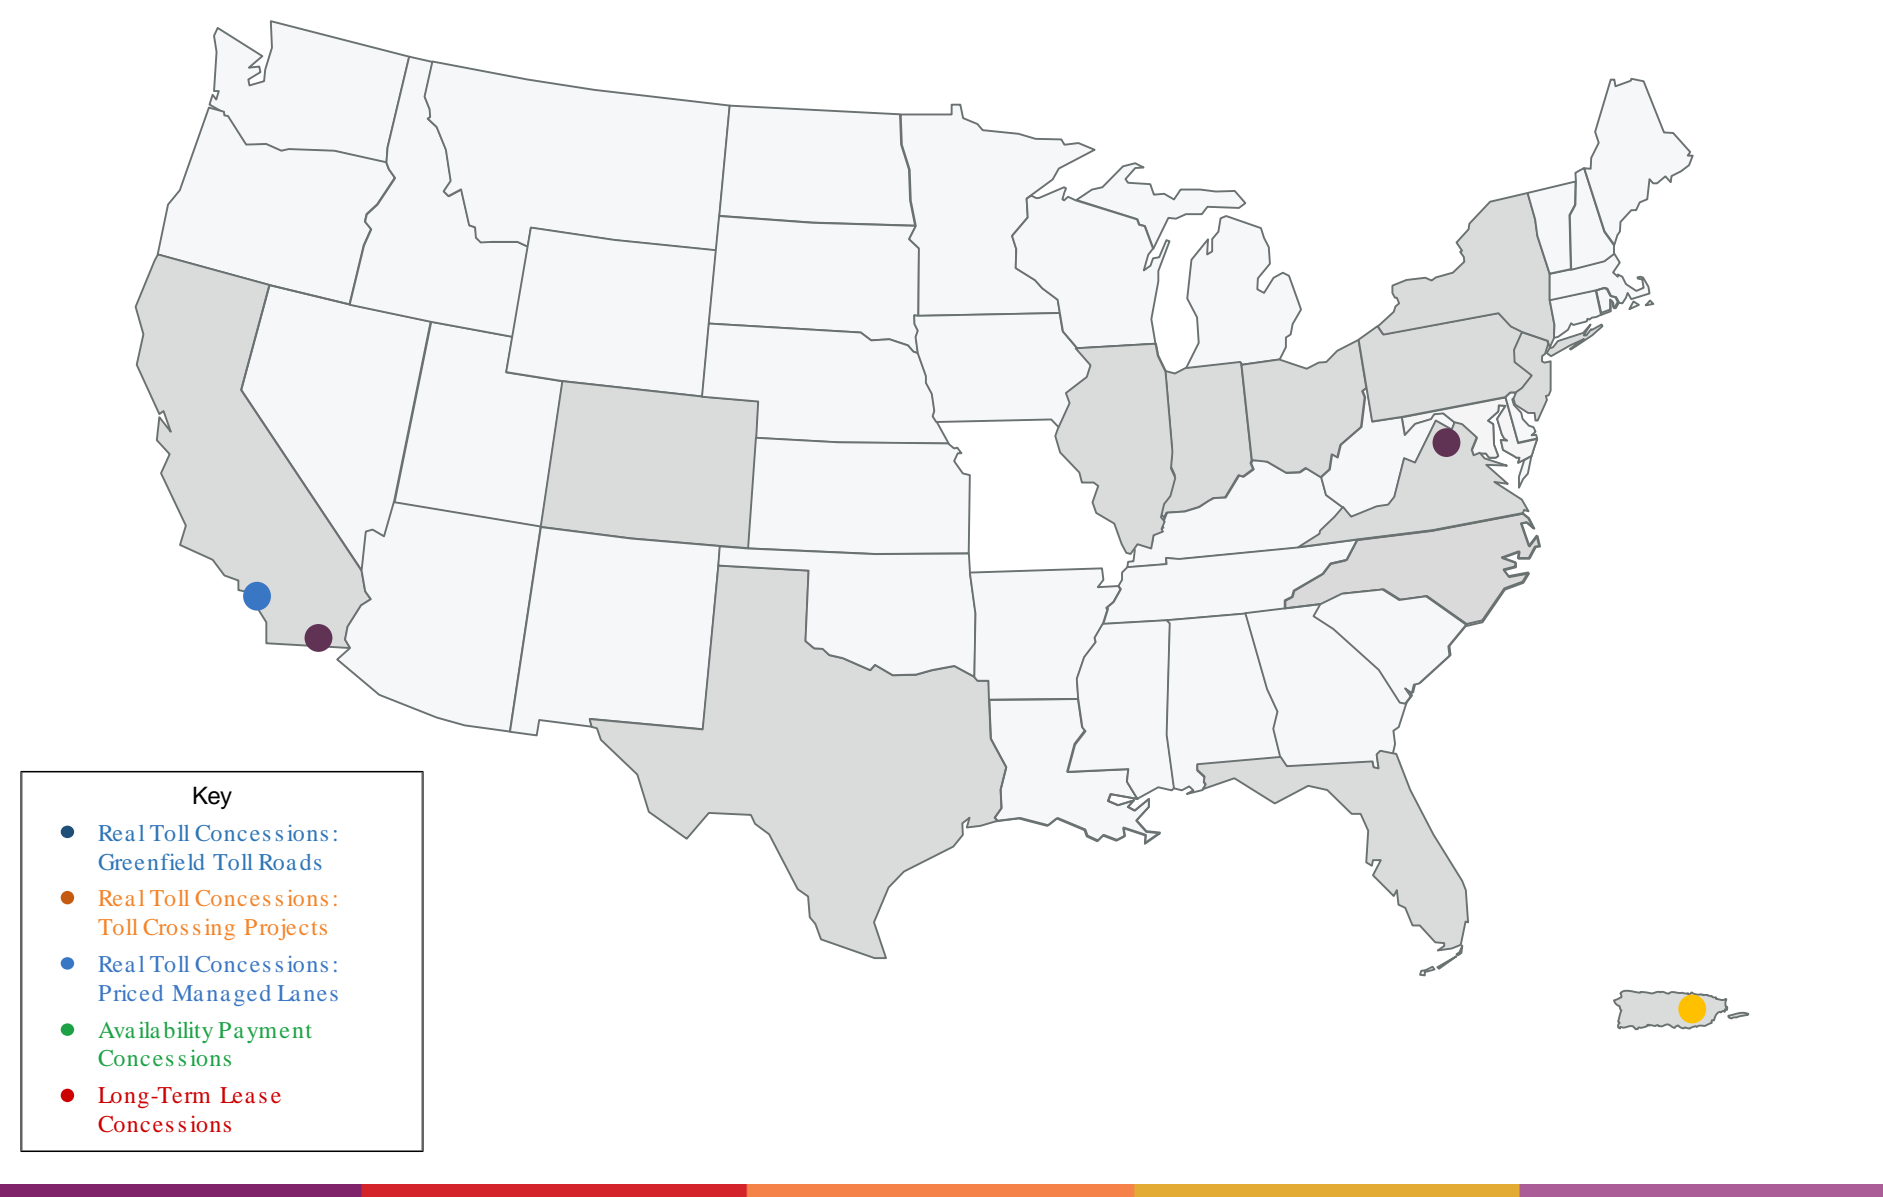 Key
Real Toll Concessions:
Greenfield Toll Roads
Real Toll Concessions:
Toll Crossing Projects
Real Toll Concessions:
Priced Managed Lanes
Availability Payment
Concessions
Long-Term Lease
Concessions